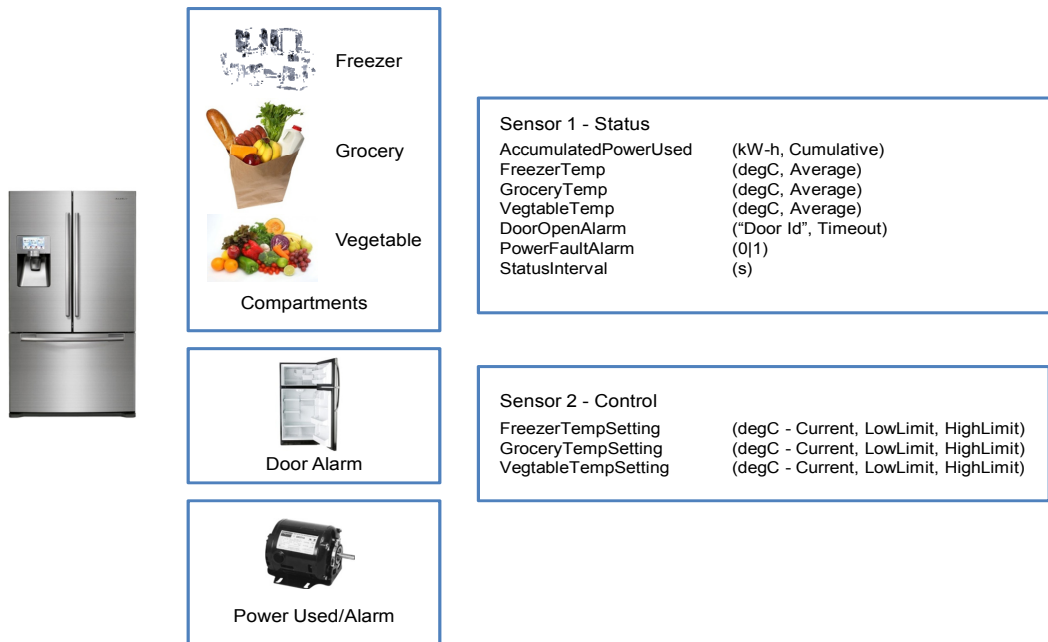 Freezer
Grocery
Vegetable
Compartments
Door Alarm
Power Used/Alarm
Sensor 1 - Status
AccumulatedPowerUsed (kW-h, Cumulative)
FreezerTemp (degC, Average)
GroceryTemp (degC, Average)
VegtableTemp (degC, Average)
DoorOpenAlarm (“Door Id”, Timeout)
PowerFaultAlarm (0|1)
StatusInterval (s)
Sensor 2 - Control
FreezerTempSetting (degC - Current, LowLimit, HighLimit)
GroceryTempSetting (degC - Current, LowLimit, HighLimit)
VegtableTempSetting (degC - Current, LowLimit, HighLimit)